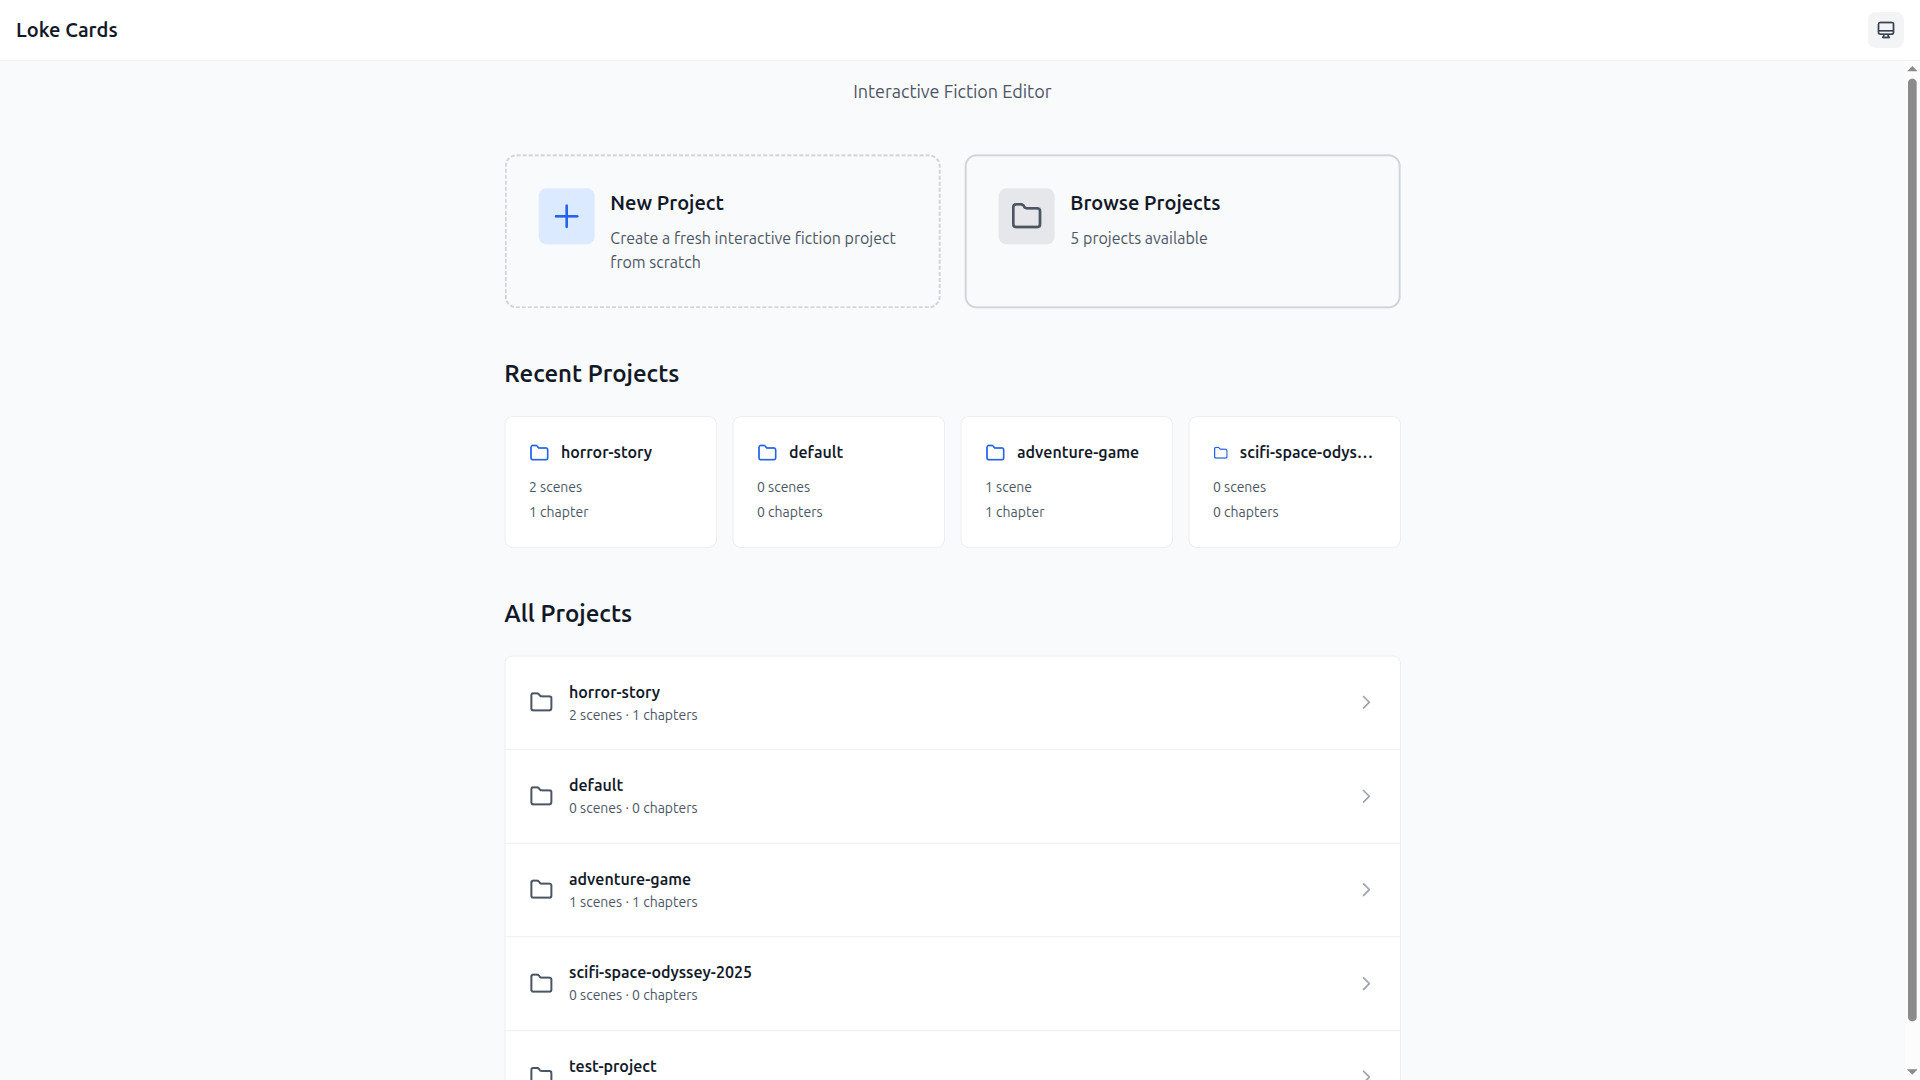 Loke Cards
Interactive Fiction Editor
New Project
Create a fresh interactive fiction project
from scratch
Browse Projects
5 projects available
Recent Projects
horror-story
2 scenes
1 chapter
default
0 scenes
0 chapters
adventure-game
1 scene
1 chapter
scifi-space-odys...
0 scenes
0 chapters
All Projects
horror-story
2 scenes · 1 chapters
default
0 scenes · 0 chapters
adventure-game
1 scenes · 1 chapters
scifi-space-odyssey-2025
0 scenes · 0 chapters
test-project